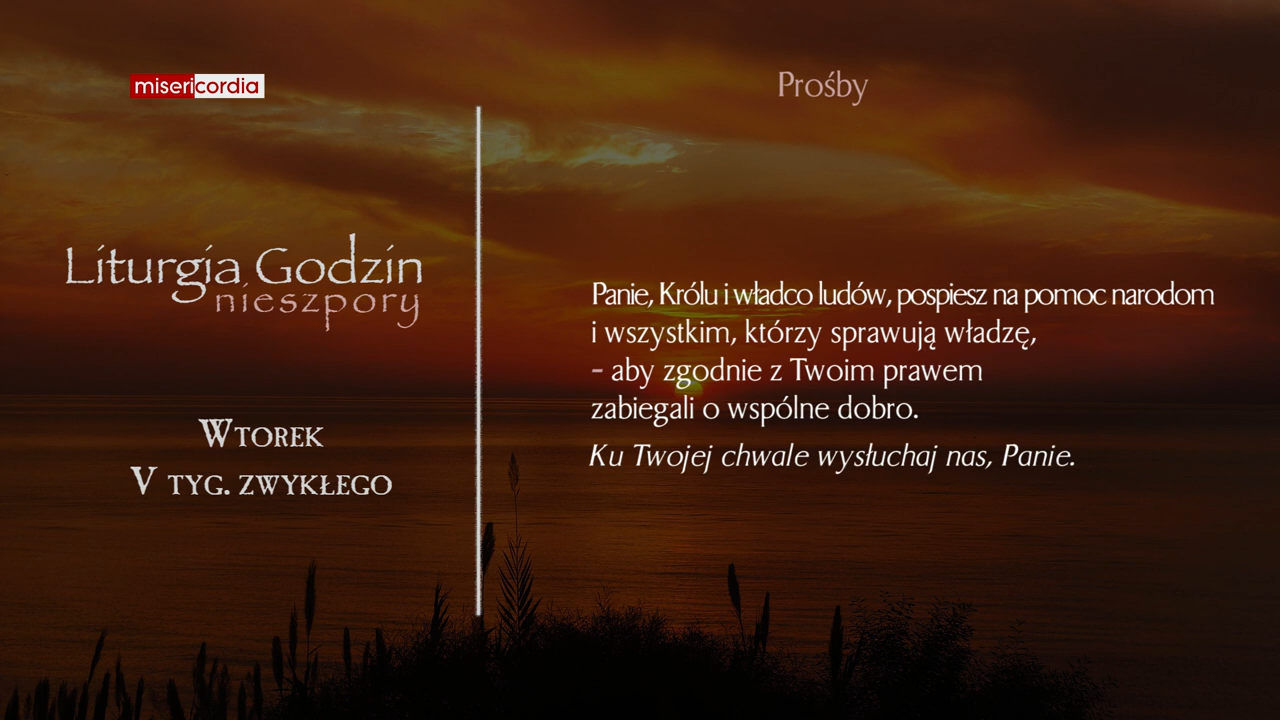 misericordia
Prośby
Liturgia Godzin
nieszpory
Wtorek
V tyg. zwykłego
Panie, Królu i władco ludów, pospiesz na pomoc narodom
i wszystkim, którzy sprawują władzę,
- aby zgodnie z Twoim prawem
zabiegali o wspólne dobro.
Ku Twojej chwale wysłuchaj nas, Panie.